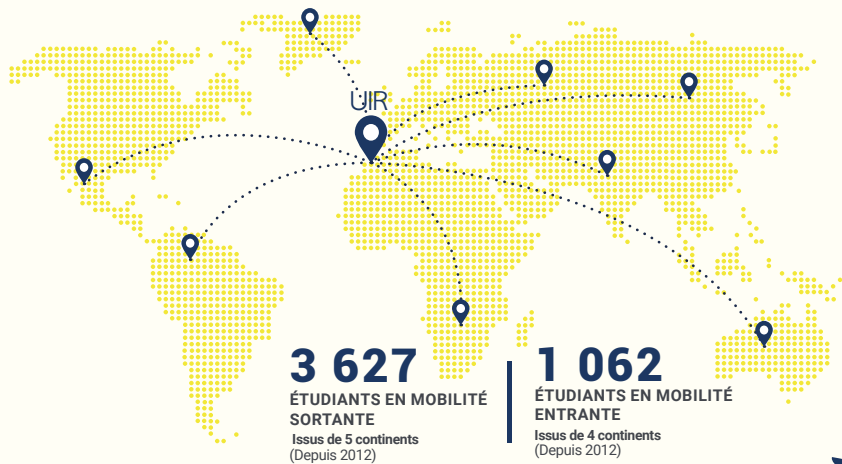 UIR
3 627
ÉTUDIANTS EN MOBILITÉ
SORTANTE
Issus de 5 continents
(Depuis 2012)
1 062
ÉTUDIANTS EN MOBILITÉ
ENTRANTE
Issus de 4 continents
(Depuis 2012)